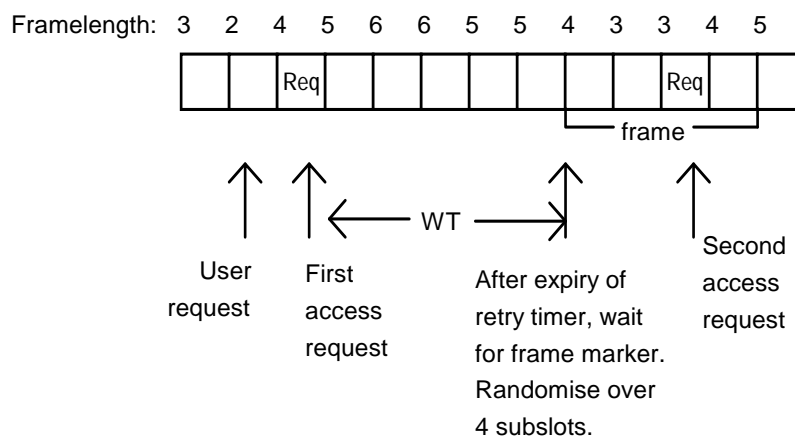 Framelength: 3 2 4 5 6 6 5 5 4 3 3 4 5
Req Req
frame
WT
User
request
First
access
request
After expiry of
retry timer, wait
for frame marker.
Randomise over
4 subslots.
Second
access
request